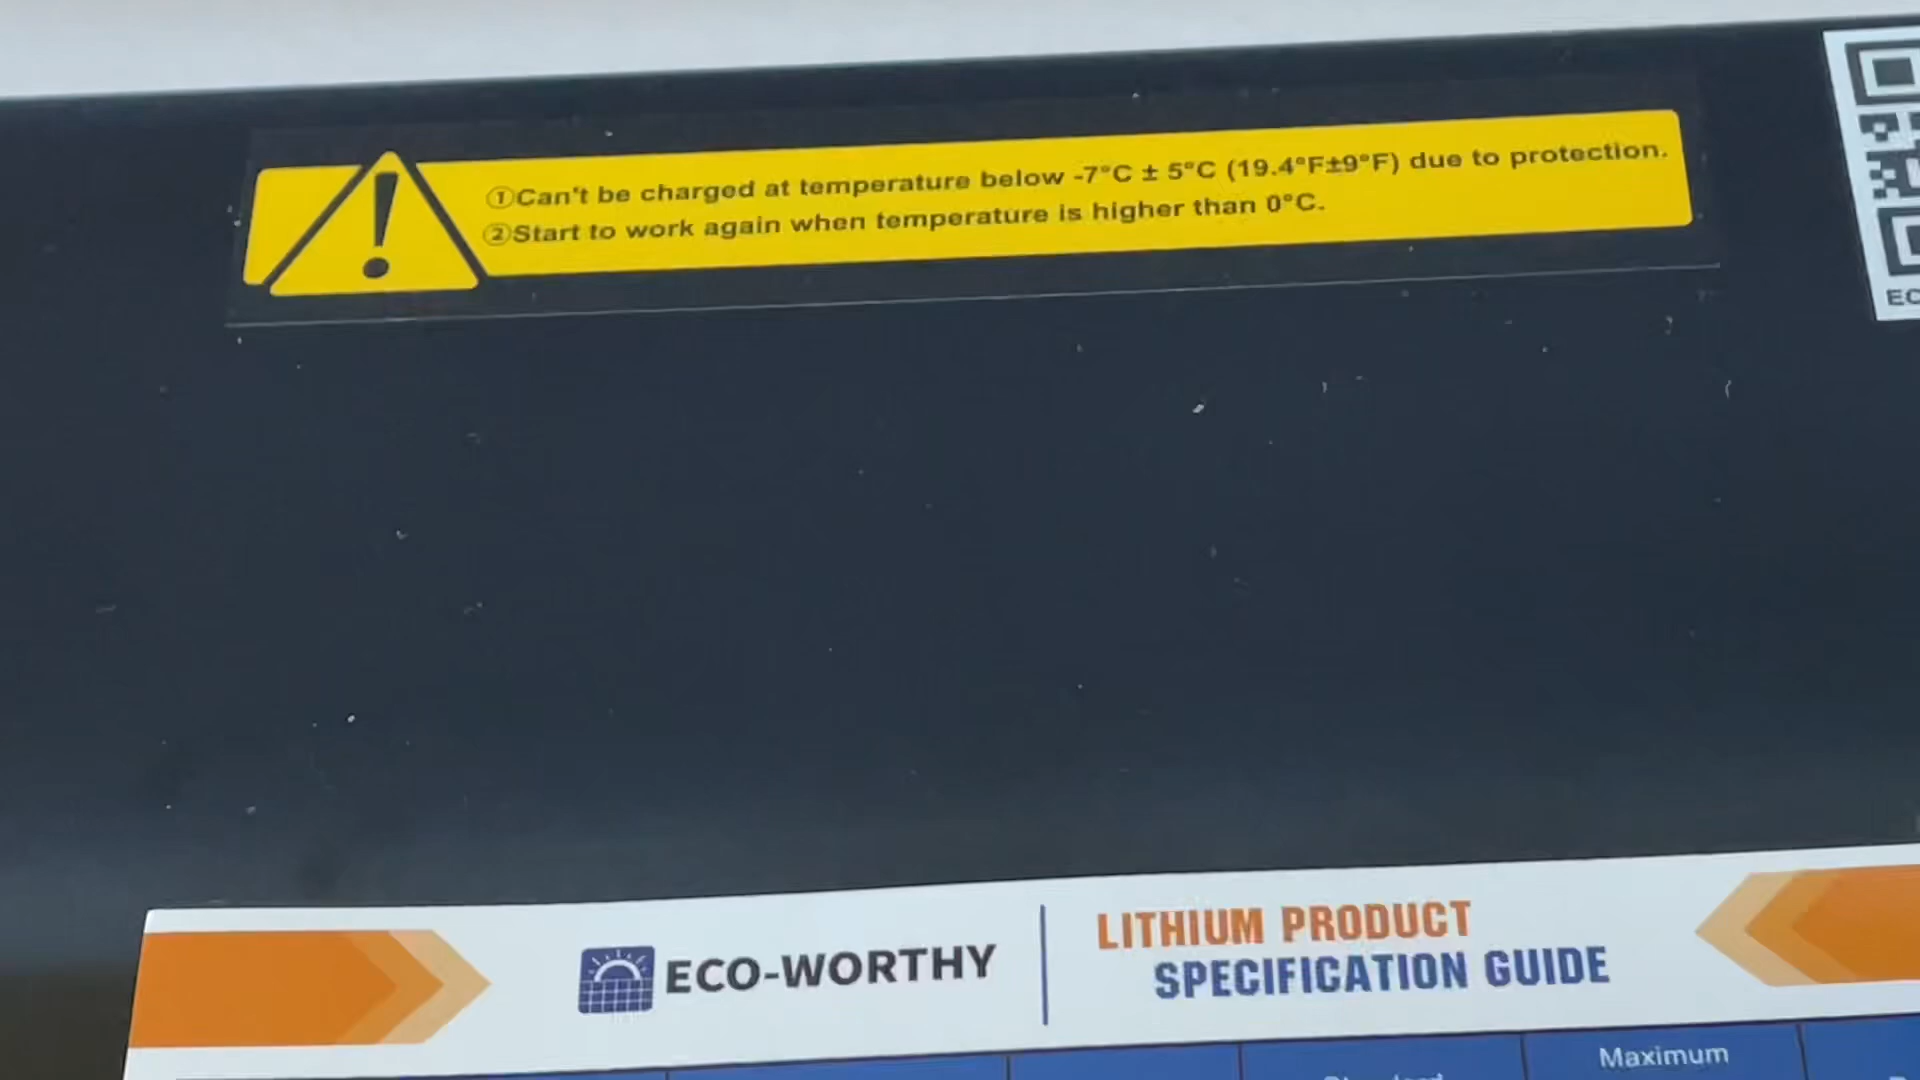 ①Can't be charged at temperature below -7°C ± 5°C (19.4°F±9°F) due to protection.
②Start to work again when temperature is higher than 0°C.
EC
ECO-WORTHY
LITHIUM PRODUCT
SPECIFICATION GUIDE
Maximum